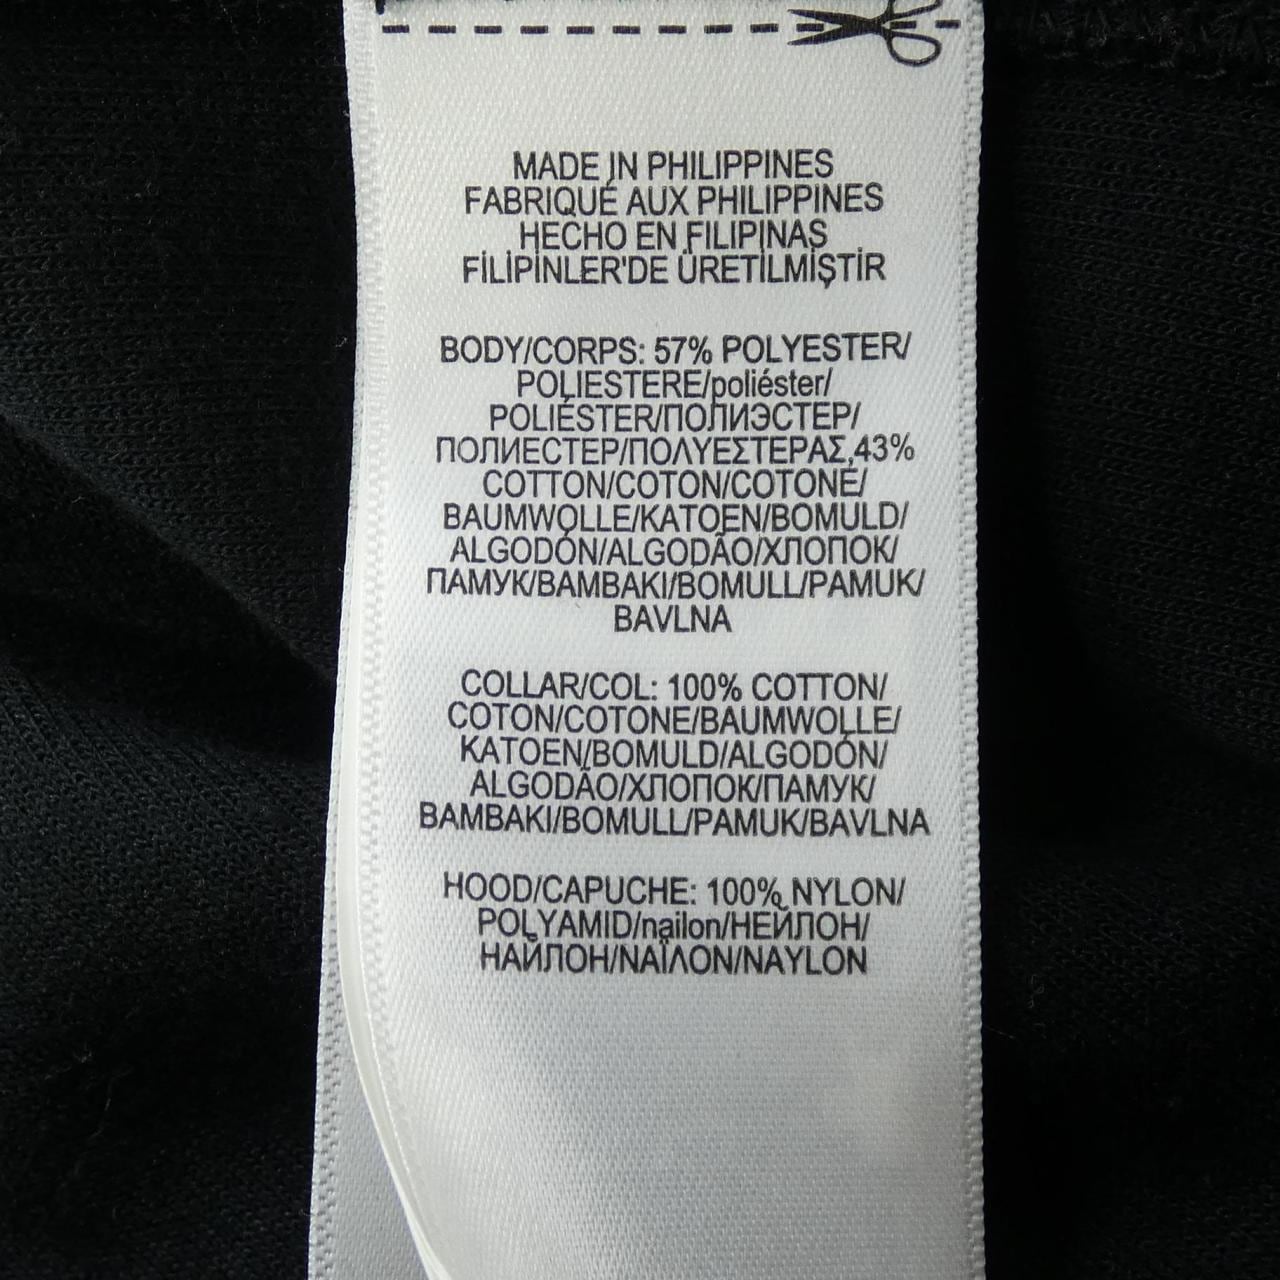 MADE IN PHILIPPINES
FABRIQUÉ AUX PHILIPPINES
HECHO EN FILIPINAS
FİLİPİNLER'DE ÜRETİLMİŞTİR
BODY/CORPS: 57% POLYESTER/
POLIESTERE/poliéster/
POLIÉSTER/ПОЛИЭСТЕР/
ПОЛИЕСТЕР/ΠΟΛΥΕΣΤΕΡΑΣ,43%
COTTON/COTON/COTONE/
BAUMWOLLE/KATOEN/BOMULD/
ALGODÓN/ALGODÃO/ХЛОПОК/
ПАМУК/BAMBAKI/BOMULL/PAMUK/
BAVLNA
COLLAR/COL: 100% COTTON/
COTON/COTONE/BAUMWOLLE/
KATOEN/BOMULD/ALGODÓN/
ALGODÃO/ХЛОПОК/ПАМУК/
BAMBAKI/BOMULL/PAMUK/BAVLNA
HOOD/CAPUCHE: 100% NYLON/
POLYAMID/nailon/НЕЙЛОН/
НАЙЛОН/ΝΑΪΛΟΝ/NAYLON